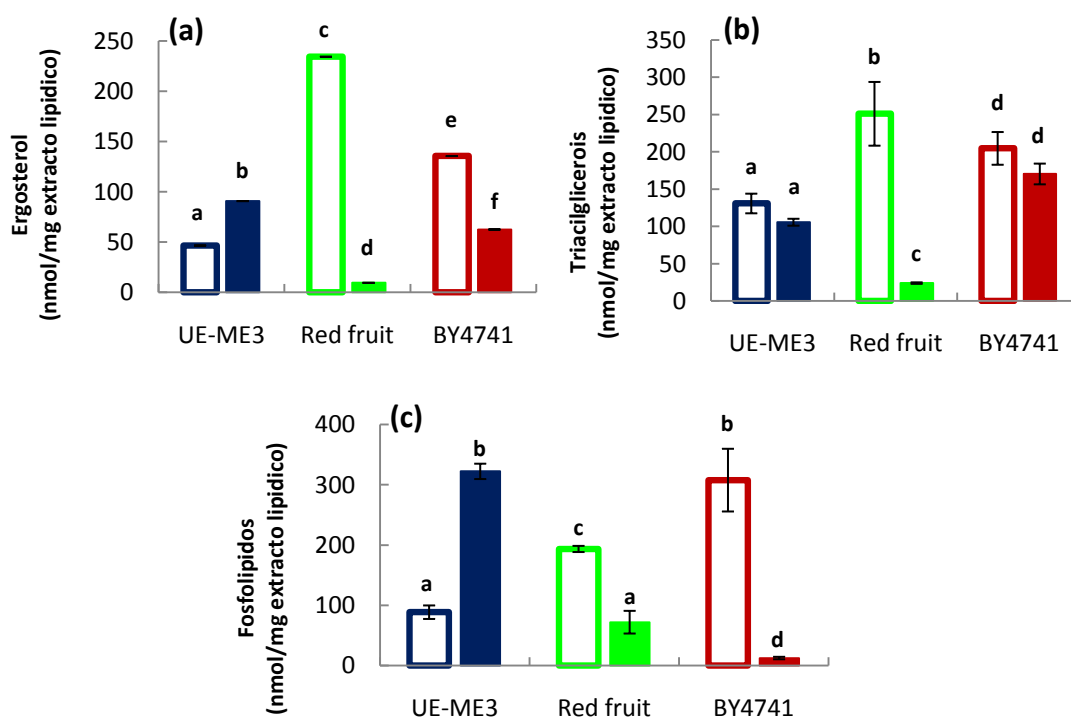 (a)
Ergosterol
(nmol/mg extracto lipidico)
250
200
150
100
50
0
a
b
c
d
e
f
UE-ME3
Red fruit
BY4741
(b)
Triacilglicerois
(nmol/mg extracto lipidico)
350
300
250
200
150
100
50
0
a
a
b
c
d
d
UE-ME3
Red fruit
BY4741
(c)
Fosfolipidos
(nmol/mg extracto lipidico)
400
300
200
100
0
a
b
c
a
b
d
UE-ME3
Red fruit
BY4741